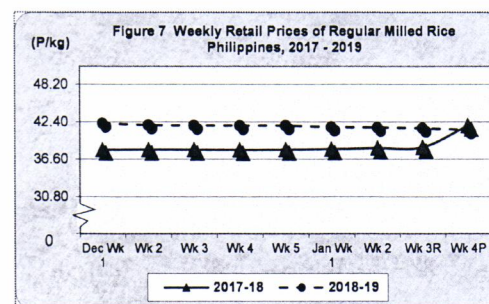 Figure 7 Weekly Retail Prices of Regular Milled Rice
Philippines, 2017 - 2019
(P/kg)
48.20
42.40
36.60
30.80
0
Dec Wk 1
Wk 2
Wk 3
Wk 4
Wk 5
Jan Wk 1
Wk 2
Wk 3R
Wk 4P
2017-18
2018-19